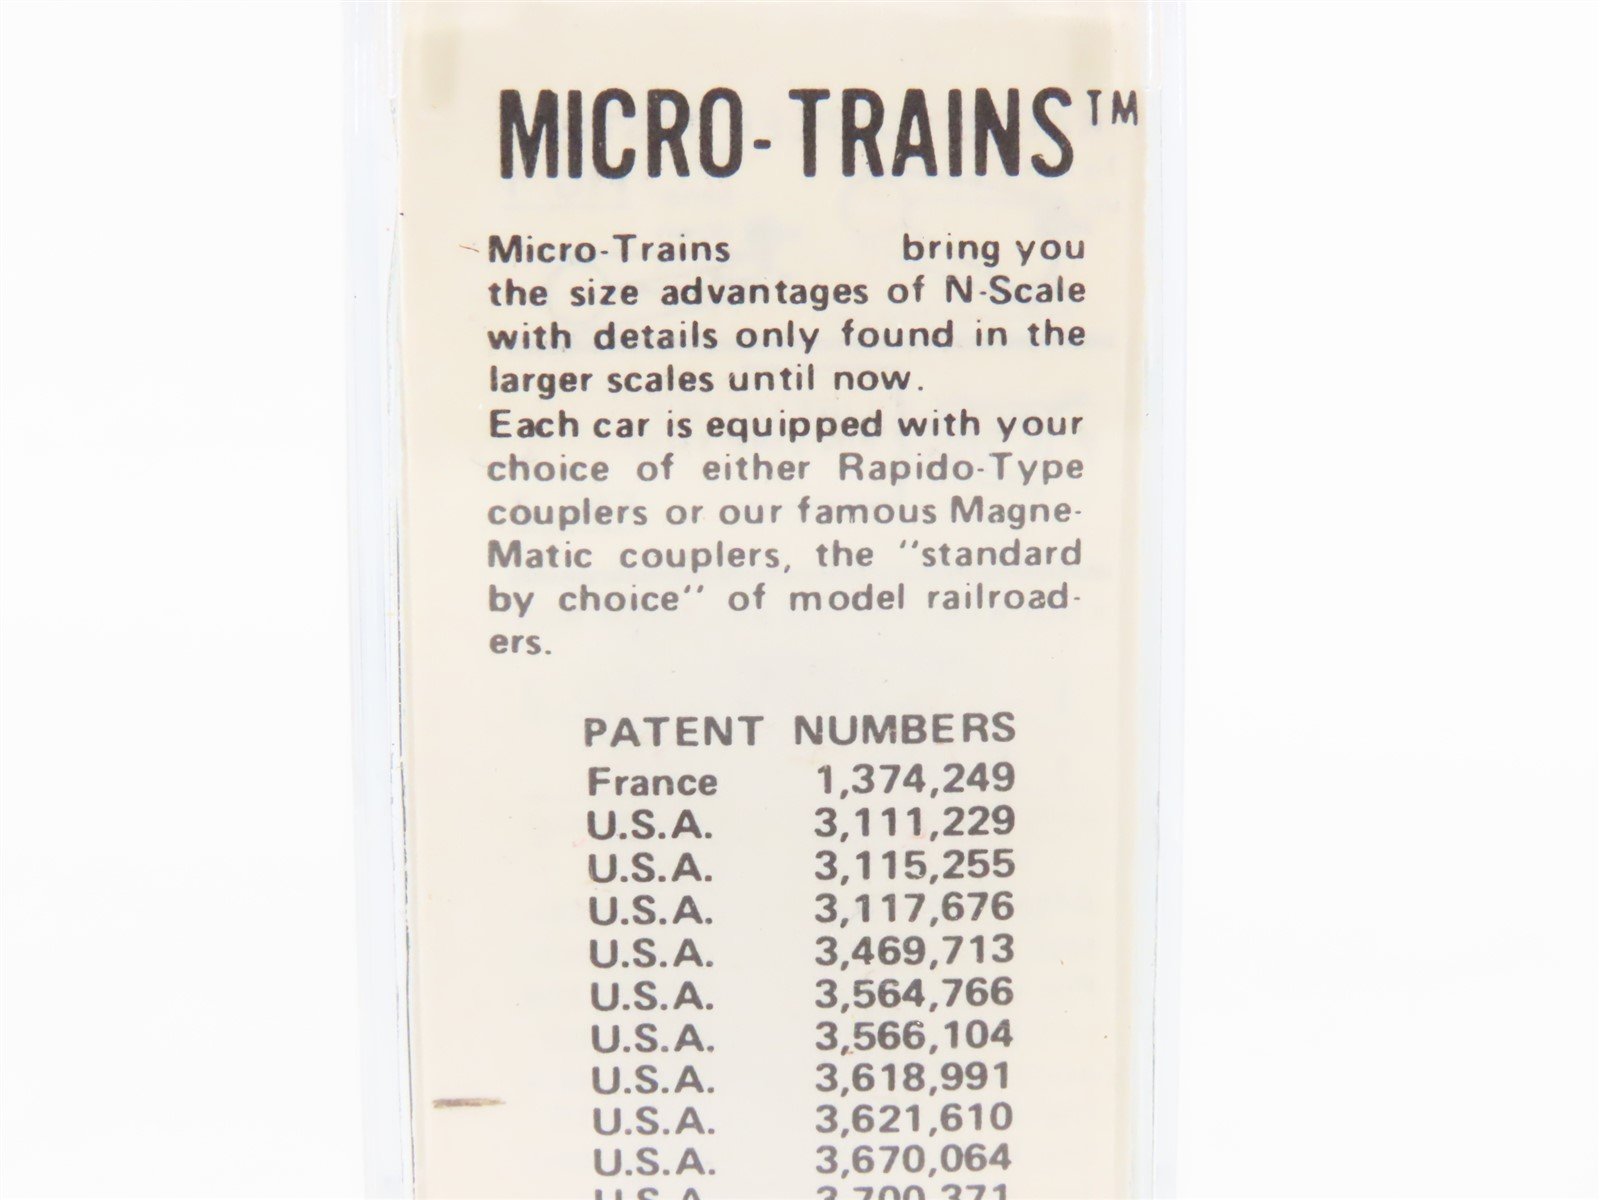 MICRO-TRAINS™
Micro-Trains bring you
the size advantages of N-Scale
with details only found in the
larger scales until now.
Each car is equipped with your
choice of either Rapido-Type
couplers or our famous Magne-
Matic couplers, the "standard
by choice" of model railroad-
ers.
PATENT NUMBERS
France 1,374,249
U.S.A. 3,111,229
U.S.A. 3,115,255
U.S.A. 3,117,676
U.S.A. 3,469,713
U.S.A. 3,564,766
U.S.A. 3,566,104
U.S.A. 3,618,991
U.S.A. 3,621,610
U.S.A. 3,670,064
U.S.A. 3,700,371